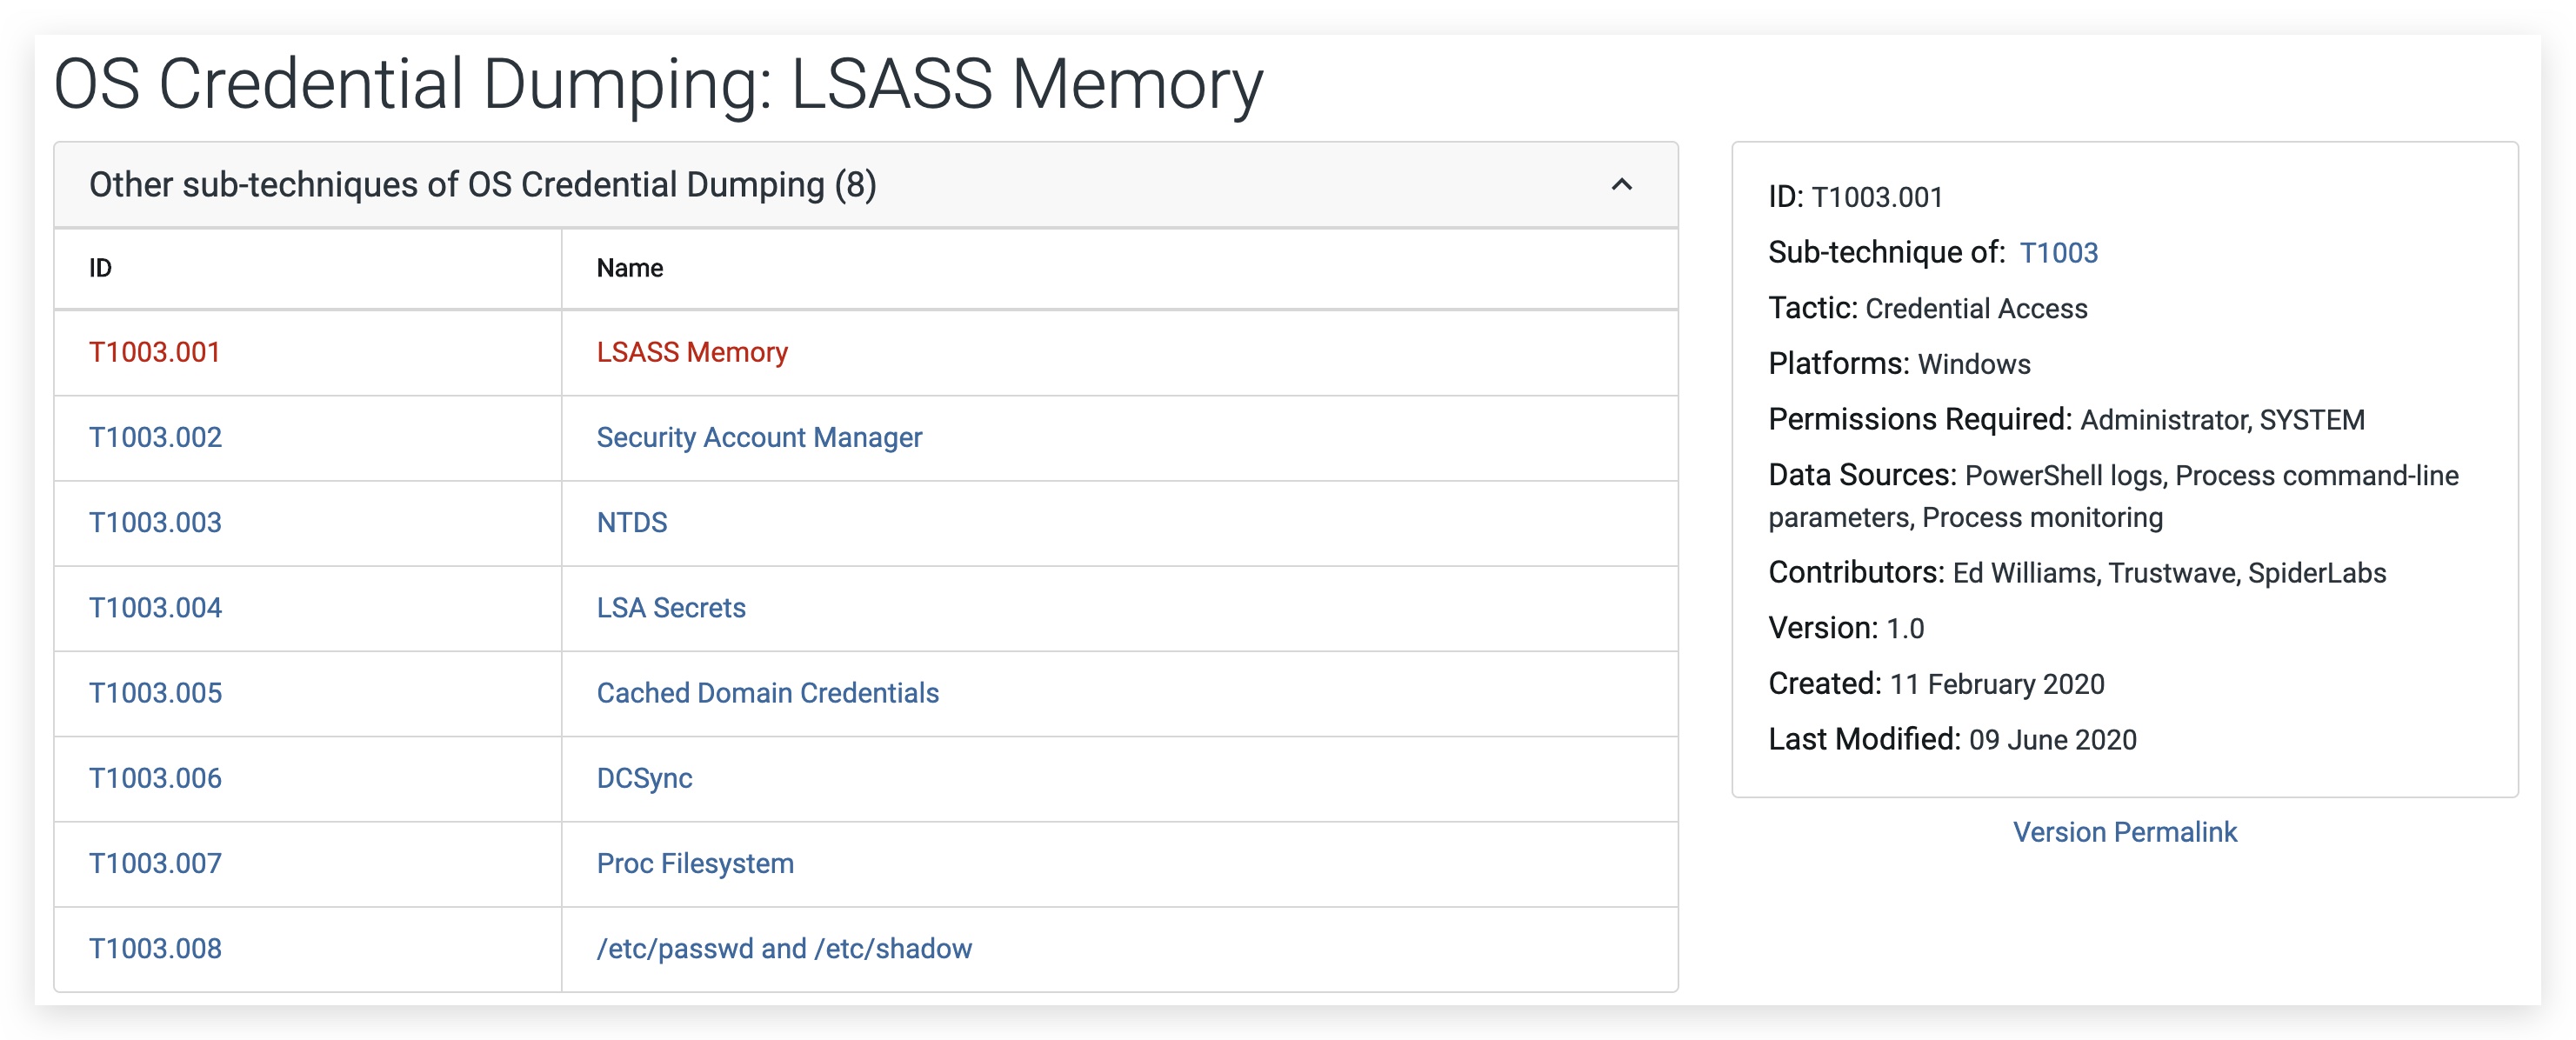 OS Credential Dumping: LSASS Memory
Other sub-techniques of OS Credential Dumping (8)
ID Name
T1003.001 LSASS Memory
T1003.002 Security Account Manager
T1003.003 NTDS
T1003.004 LSA Secrets
T1003.005 Cached Domain Credentials
T1003.006 DCSync
T1003.007 Proc Filesystem
T1003.008 /etc/passwd and /etc/shadow
ID: T1003.001
Sub-technique of: T1003
Tactic: Credential Access
Platforms: Windows
Permissions Required: Administrator, SYSTEM
Data Sources: PowerShell logs, Process command-line
parameters, Process monitoring
Contributors: Ed Williams, Trustwave, SpiderLabs
Version: 1.0
Created: 11 February 2020
Last Modified: 09 June 2020
Version Permalink